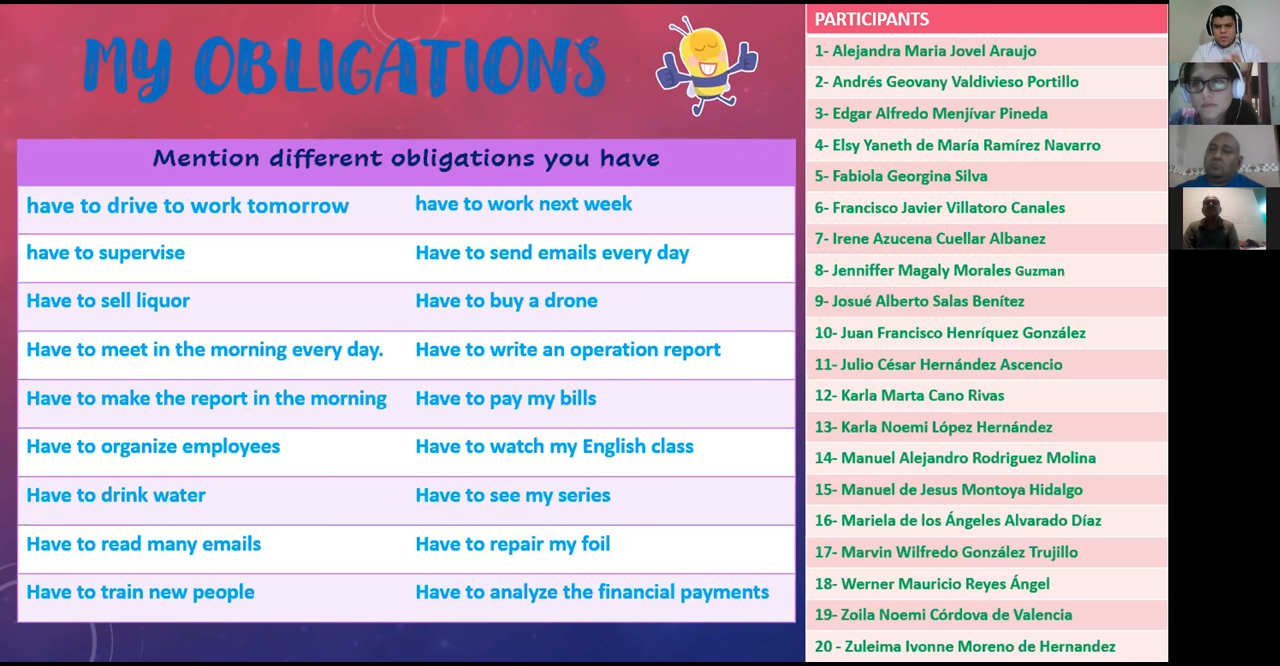 MY OBLIGATIONS
Mention different obligations you have
have to drive to work tomorrow
have to work next week
have to supervise
Have to send emails every day
Have to sell liquor
Have to buy a drone
Have to meet in the morning every day.
Have to write an operation report
Have to make the report in the morning
Have to pay my bills
Have to organize employees
Have to watch my English class
Have to drink water
Have to see my series
Have to read many emails
Have to repair my foil
Have to train new people
Have to analyze the financial payments
PARTICIPANTS
1- Alejandra Maria Jovel Araujo
2- Andrés Geovany Valdivieso Portillo
3- Edgar Alfredo Menjívar Pineda
4- Elsy Yaneth de María Ramírez Navarro
5- Fabiola Georgina Silva
6- Francisco Javier Villatoro Canales
7- Irene Azucena Cuellar Albanez
8- Jenniffer Magaly Morales Guzman
9- Josué Alberto Salas Benítez
10- Juan Francisco Henríquez González
11- Julio César Hernández Ascencio
12- Karla Marta Cano Rivas
13- Karla Noemi López Hernández
14- Manuel Alejandro Rodriguez Molina
15- Manuel de Jesus Montoya Hidalgo
16- Mariela de los Ángeles Alvarado Díaz
17- Marvin Wilfredo González Trujillo
18- Werner Mauricio Reyes Ángel
19- Zoila Noemi Córdova de Valencia
20 - Zuleima Ivonne Moreno de Hernandez